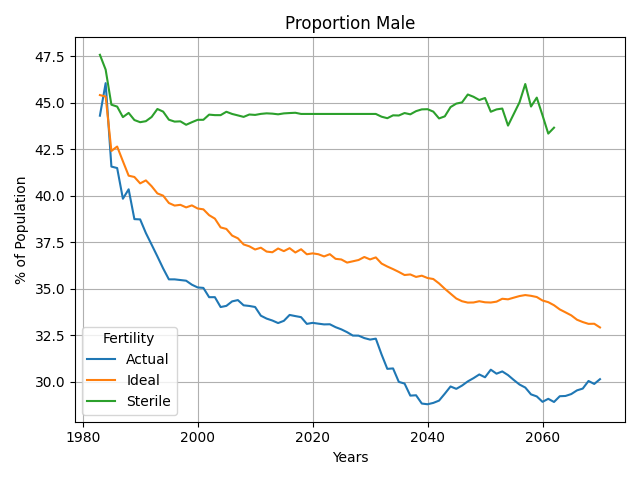 Proportion Male
% of Population
47.5
45.0
42.5
40.0
37.5
35.0
32.5
30.0
Fertility
Actual
Ideal
Sterile
1980
2000
2020
2040
2060
Years